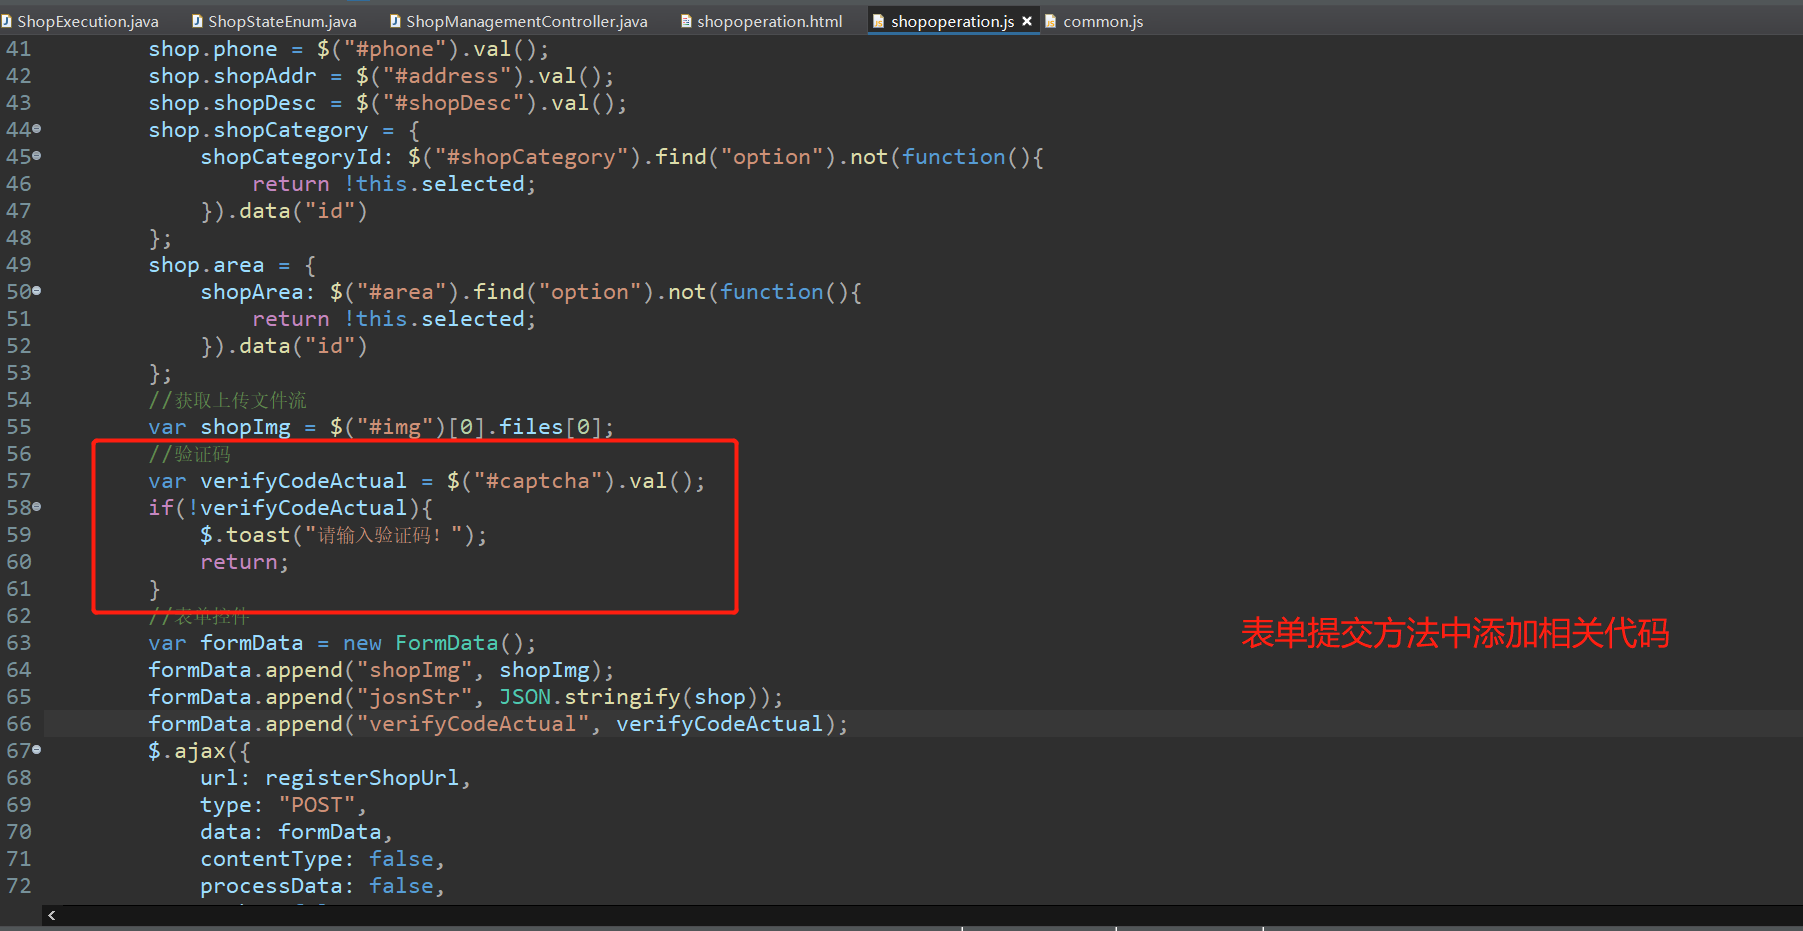 ShopExecution.java ShopStateEnum.java ShopManagementController.java shopoperation.html shopoperation.js common.js
41 shop.phone = $("#phone").val();
42 shop.shopAddr = $("#address").val();
43 shop.shopDesc = $("#shopDesc").val();
44 shop.shopCategory = {
45 shopCategoryId: $("#shopCategory").find("option").not(function(){
46 return !this.selected;
47 }).data("id")
48 };
49 shop.area = {
50 shopArea: $("#area").find("option").not(function(){
51 return !this.selected;
52 }).data("id")
53 };
54 //获取上传文件流
55 var shopImg = $("#img")[0].files[0];
56 //验证码
57 var verifyCodeActual = $("#captcha").val();
58 if(!verifyCodeActual){
59 $.toast("请输入验证码！");
60 return;
61 }
62 //表单控件
表单提交方法中添加相关代码
63 var formData = new FormData();
64 formData.append("shopImg", shopImg);
65 formData.append("josnStr", JSON.stringify(shop));
66 formData.append("verifyCodeActual", verifyCodeActual);
67 $.ajax({
68 url: registerShopUrl,
69 type: "POST",
70 data: formData,
71 contentType: false,
72 processData: false,